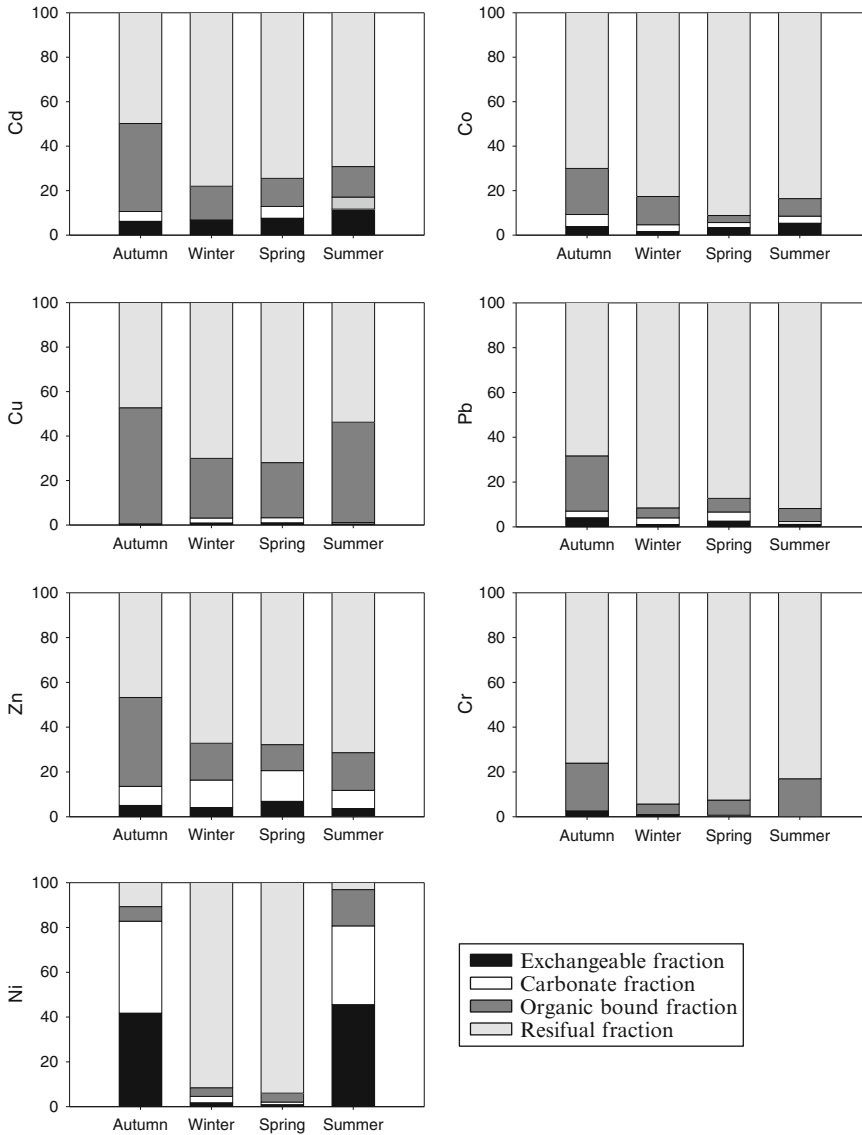 Cd
100
80
60
40
20
0
Autumn Winter Spring Summer
Co
100
80
60
40
20
0
Autumn Winter Spring Summer
Cu
100
80
60
40
20
0
Autumn Winter Spring Summer
Pb
100
80
60
40
20
0
Autumn Winter Spring Summer
Zn
100
80
60
40
20
0
Autumn Winter Spring Summer
Cr
100
80
60
40
20
0
Autumn Winter Spring Summer
Ni
100
80
60
40
20
0
Autumn Winter Spring Summer
Exchangeable fraction
Carbonate fraction
Organic bound fraction
Resifual fraction